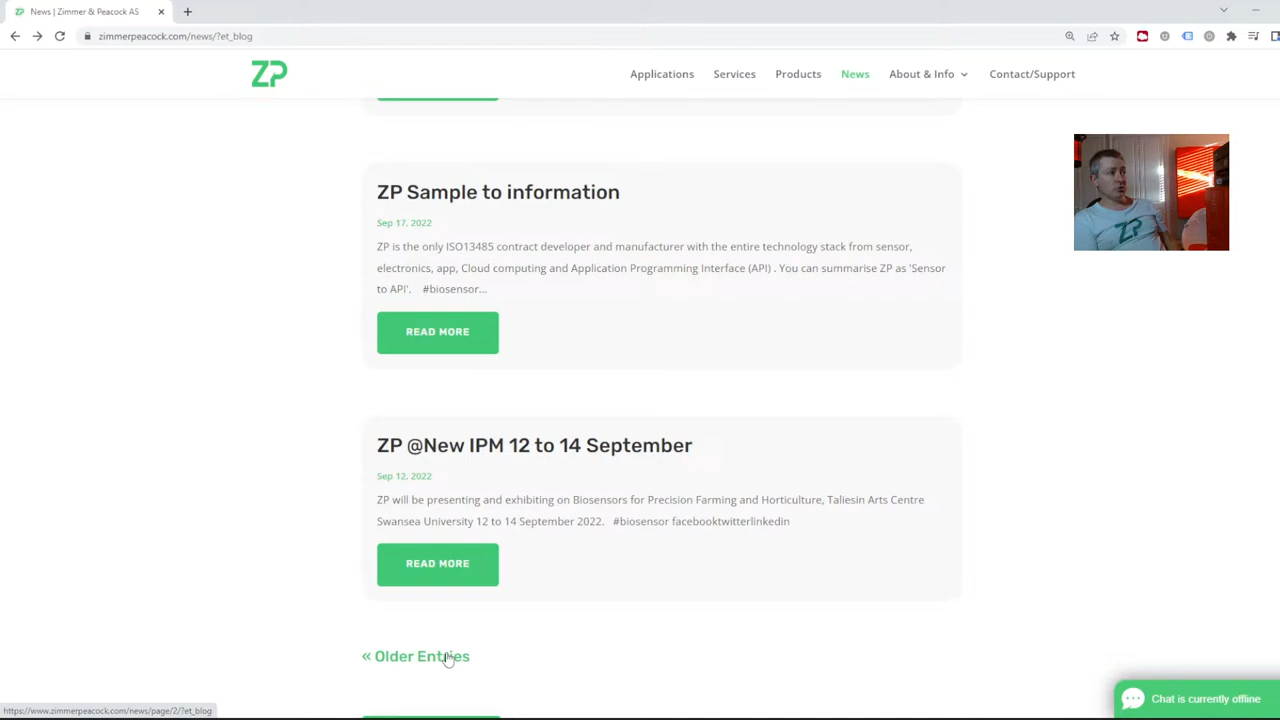 News | Zimmer & Peacock AS
zimmerpeacock.com/news/?et_blog
ZP
Applications
Services
Products
News
About & Info
Contact/Support
ZP Sample to information
Sep 17, 2022
ZP is the only ISO13485 contract developer and manufacturer with the entire technology stack from sensor,
electronics, app, Cloud computing and Application Programming Interface (API) . You can summarise ZP as 'Sensor
to API'. #biosensor...
READ MORE
ZP @New IPM 12 to 14 September
Sep 12, 2022
ZP will be presenting and exhibiting on Biosensors for Precision Farming and Horticulture, Taliesin Arts Centre
Swansea University 12 to 14 September 2022. #biosensor facebooktwitterlinkedin
READ MORE
« Older Entries
Chat is currently offline
https://www.zimmerpeacock.com/news/page/2/?et_blog
ZP